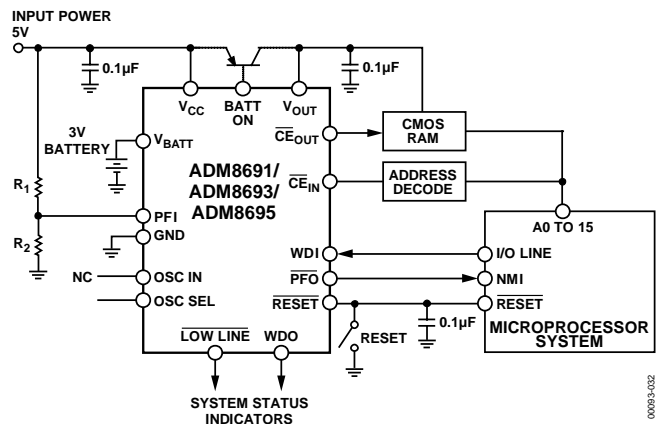 INPUT POWER
5V
0.1µF
0.1µF
VCC
BATT
ON
VOUT
3V
BATTERY
VBATT
CEOUT
CMOS
RAM
ADM8691/
ADM8693/
ADM8695
CEIN
ADDRESS
DECODE
R1
R2
PFI
GND
A0 TO 15
WDI
I/O LINE
NC
OSC IN
PFO
NMI
OSC SEL
RESET
RESET
0.1µF
RESET
MICROPROCESSOR
SYSTEM
LOW LINE
WDO
SYSTEM STATUS
INDICATORS
00093-032